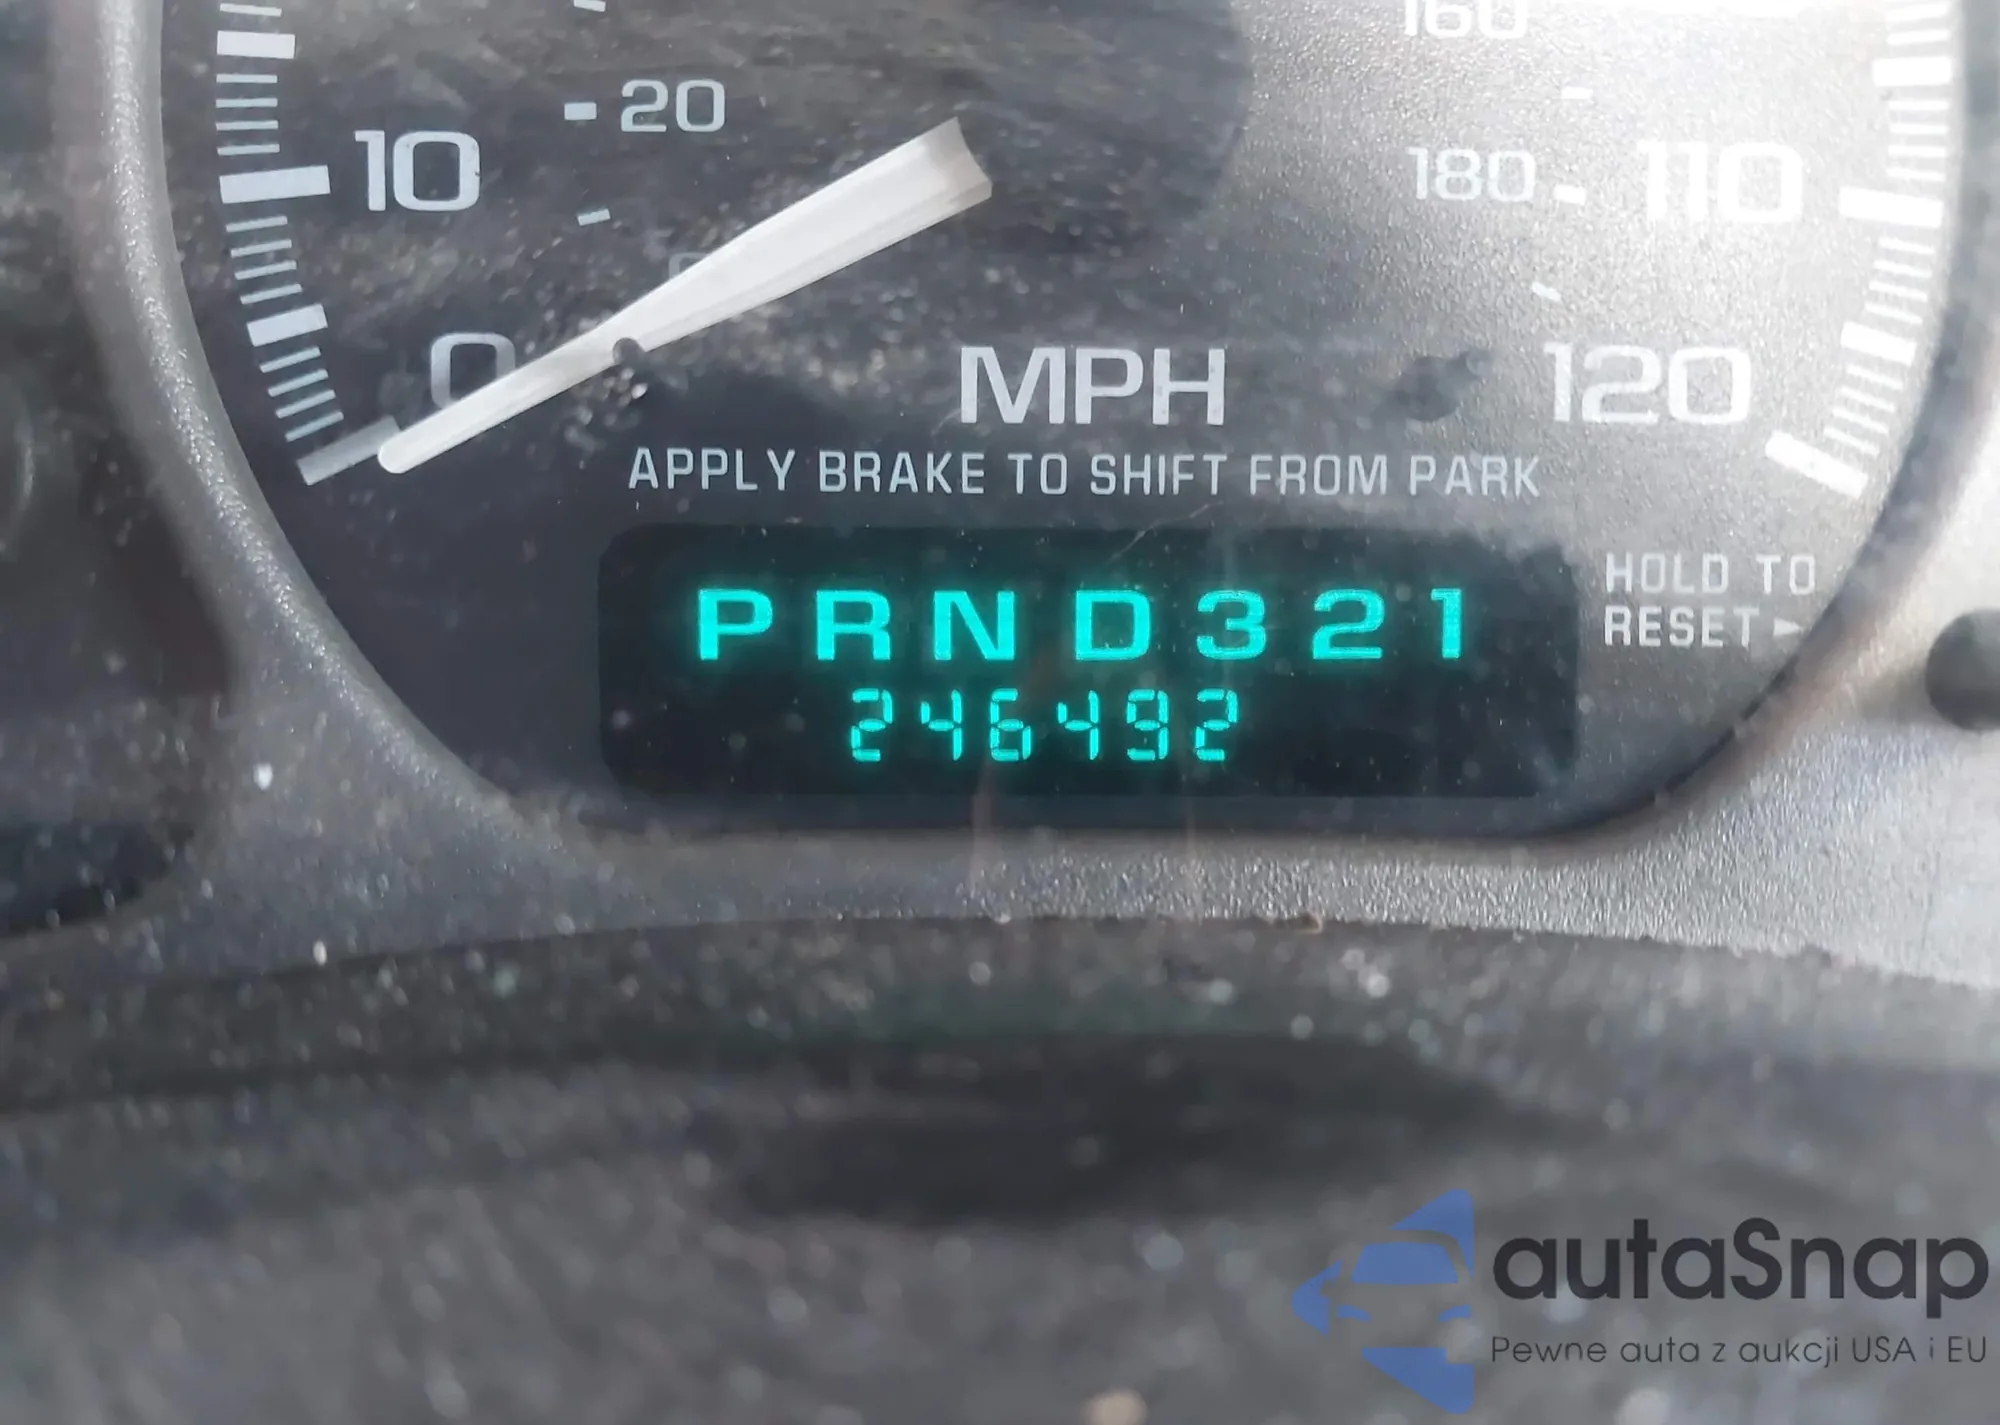 160
20
10
180
110
0
MPH
120
APPLY BRAKE TO SHIFT FROM PARK
HOLD TO
RESET
PRND321
246492
autaSnap
Pewne auta z aukcji USA i EU